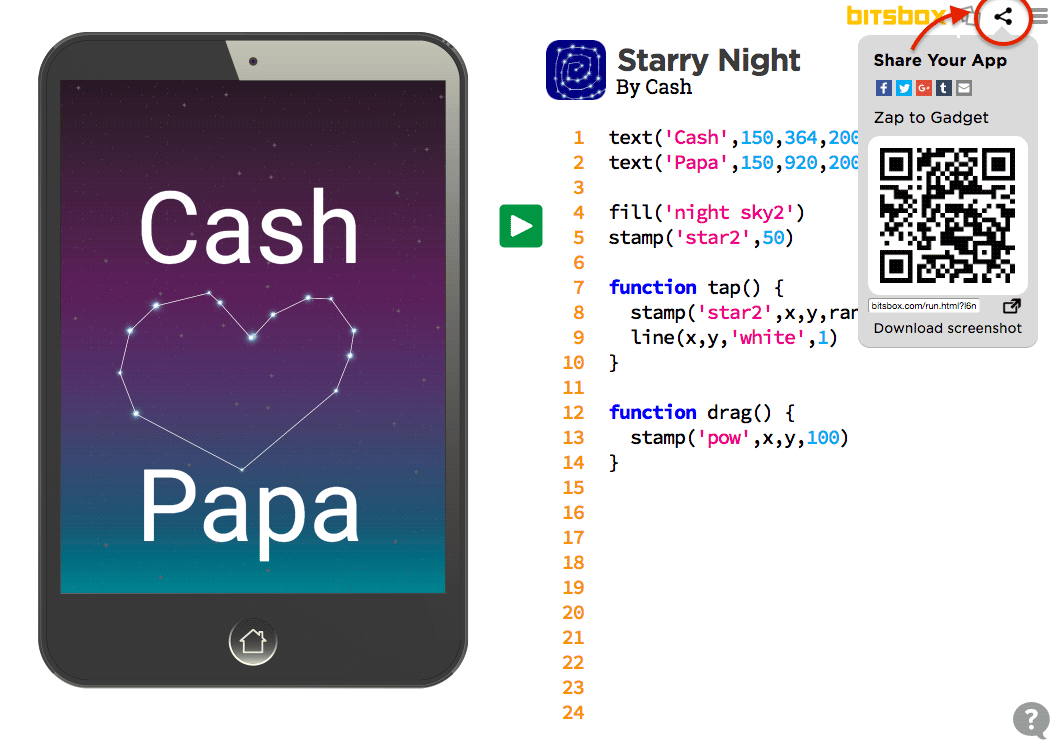 bitsbox
Share Your App
Zap to Gadget
bitsbox.com/run.html?l6n
Download screenshot
Starry Night
By Cash
Cash
Papa
1 text('Cash',150,364,200
2 text('Papa',150,920,200
3
4 fill('night sky2')
5 stamp('star2',50)
6
7 function tap() {
8 stamp('star2',x,y,ran
9 line(x,y,'white',1)
10 }
11
12 function drag() {
13 stamp('pow',x,y,100)
14 }
15
16
17
18
19
20
21
22
23
24
?